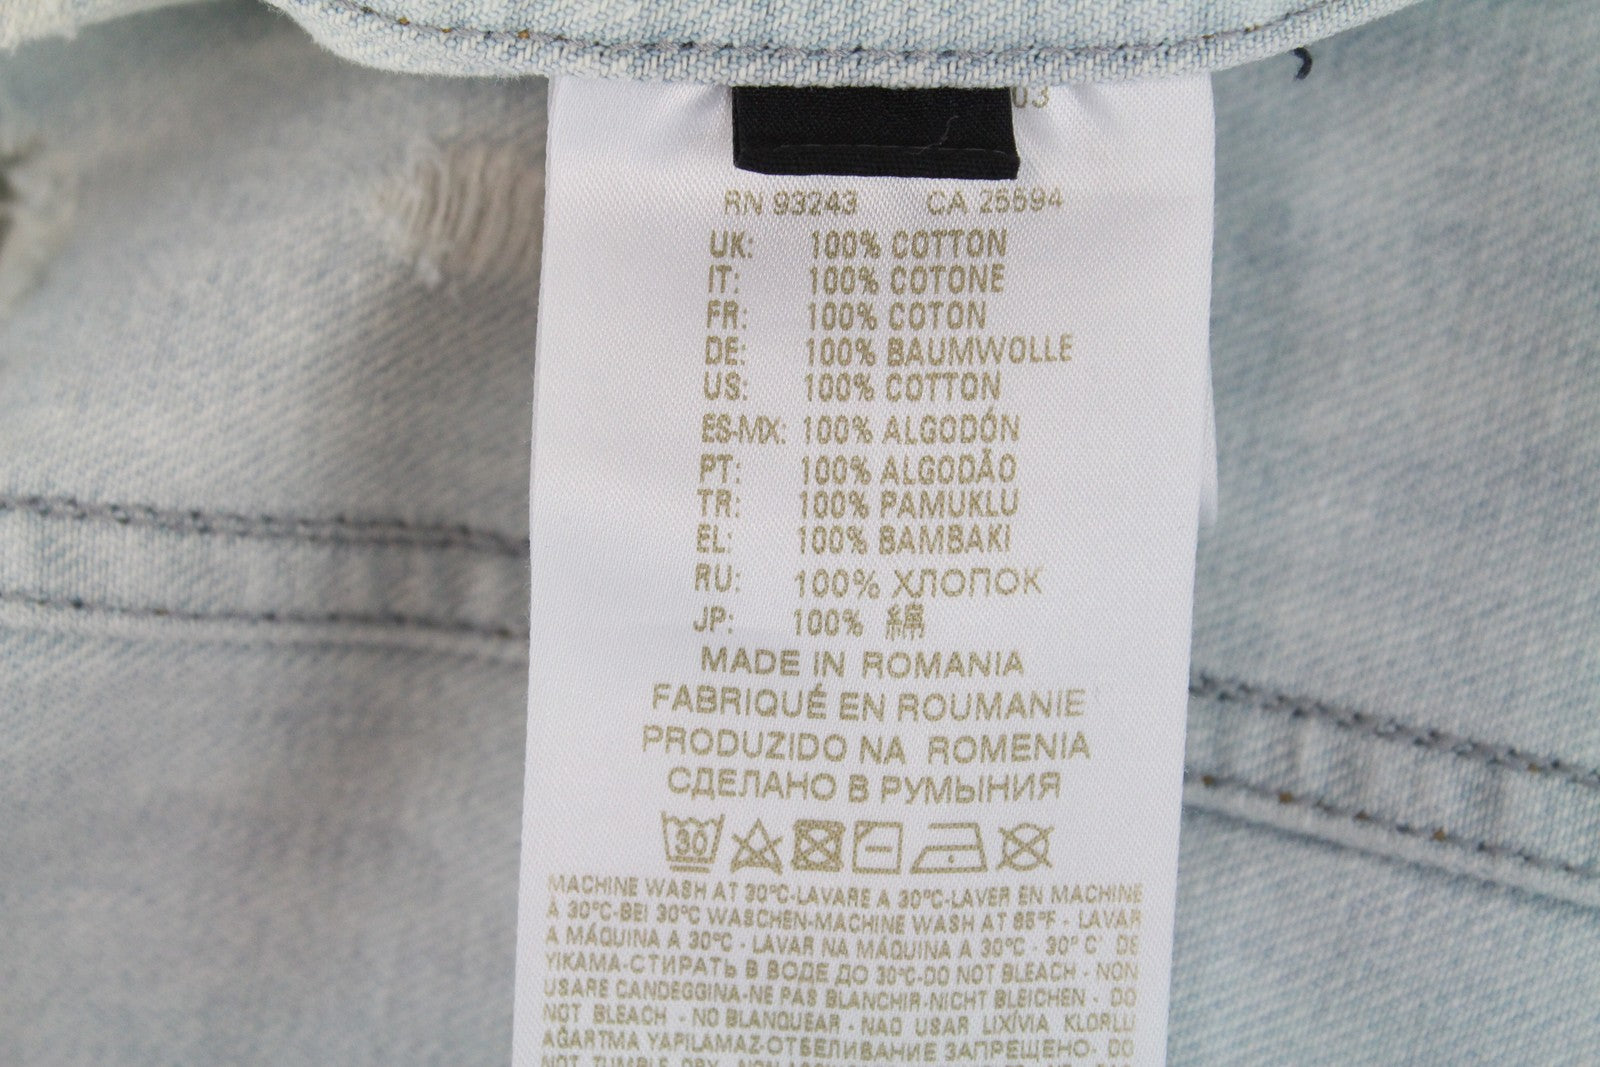 03
RN 93243 CA 25594
UK: 100% COTTON
IT: 100% COTONE
FR: 100% COTON
DE: 100% BAUMWOLLE
US: 100% COTTON
ES-MX: 100% ALGODÓN
PT: 100% ALGODÃO
TR: 100% PAMUKLU
EL: 100% BAMBAKI
RU: 100% ХЛОПОК
JP: 100% 綿
MADE IN ROMANIA
FABRIQUÉ EN ROUMANIE
PRODUZIDO NA ROMENIA
СДЕЛАНО В РУМЫНИЯ
30
MACHINE WASH AT 30°C-LAVARE A 30°C-LAVER EN MACHINE
A 30°C-BEI 30°C WASCHEN-MACHINE WASH AT 85°F - LAVAR
A MÁQUINA A 30°C - LAVAR NA MÁQUINA A 30°C - 30° C' DE
YIKAMA-СТИРАТЬ В ВОДЕ ДО 30°C-DO NOT BLEACH - NON
USARE CANDEGGINA-NE PAS BLANCHIR-NICHT BLEICHEN - DO
NOT BLEACH - NO BLANQUEAR - NAO USAR LIXÍVIA KLORLU
AĞARTMA YAPILAMAZ-ОТБЕЛИВАНИЕ ЗАПРЕЩЕНО- DO
NOT TUMBLE DRY